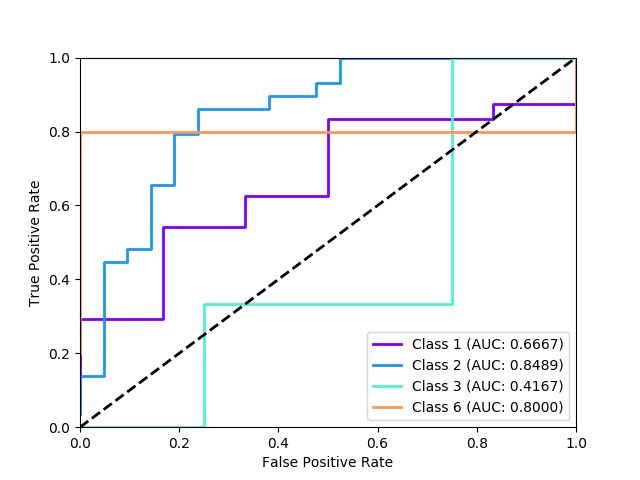 1.0
0.8
0.6
0.4
0.2
0.0
True Positive Rate
Class 1 (AUC: 0.6667)
Class 2 (AUC: 0.8489)
Class 3 (AUC: 0.4167)
Class 6 (AUC: 0.8000)
0.0 0.2 0.4 0.6 0.8 1.0
False Positive Rate